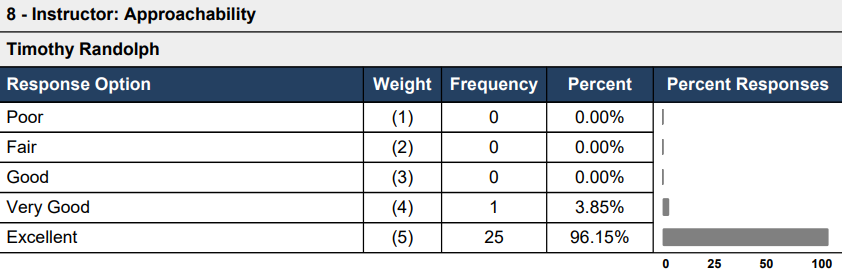 8 - Instructor: Approachability
Timothy Randolph
Response Option Weight Frequency Percent Percent Responses
Poor (1) 0 0.00%
Fair (2) 0 0.00%
Good (3) 0 0.00%
Very Good (4) 1 3.85%
Excellent (5) 25 96.15%
0 25 50 100